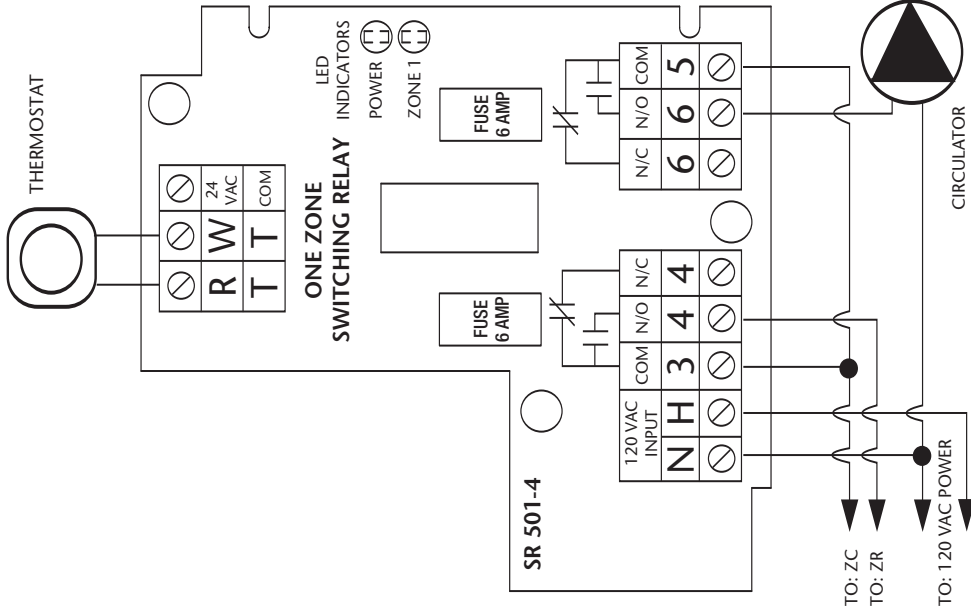 THERMOSTAT
R
W
24
VAC
T
T
COM
ONE ZONE
SWITCHING RELAY
LED
INDICATORS
POWER
ZONE 1
FUSE
6 AMP
FUSE
6 AMP
SR 501-4
120 VAC
INPUT
COM
N/O
N/C
N/C
N/O
COM
N
H
3
4
4
6
6
5
TO: ZC
TO: ZR
TO: 120 VAC POWER
CIRCULATOR